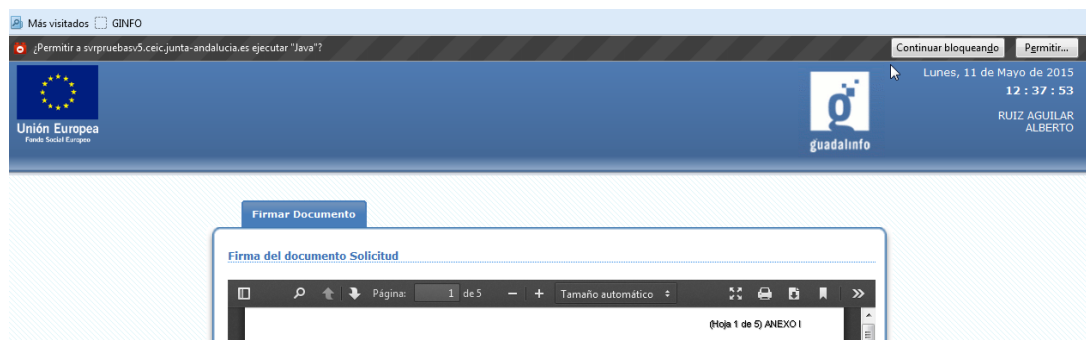 Más visitados GINFO
¿Permitir a svrpruebasv5.ceic.junta-andalucia.es ejecutar "Java"? Continuar bloqueando Permitir...
Lunes, 11 de Mayo de 2015
12 : 37 : 53
RUIZ AGUILAR
ALBERTO
Unión Europea
Fondo Social Europeo
guadalinfo
Firmar Documento
Firma del documento Solicitud
Página: 1 de 5 Tamaño automático
(Hoja 1 de 5) ANEXO I